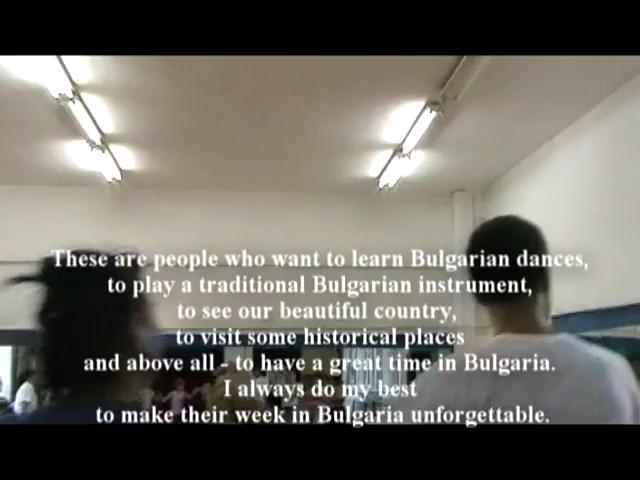 These are people who want to learn Bulgarian dances,
to play a traditional Bulgarian instrument,
to see our beautiful country,
to visit some historical places
and above all - to have a great time in Bulgaria.
I always do my best
to make their week in Bulgaria unforgettable.